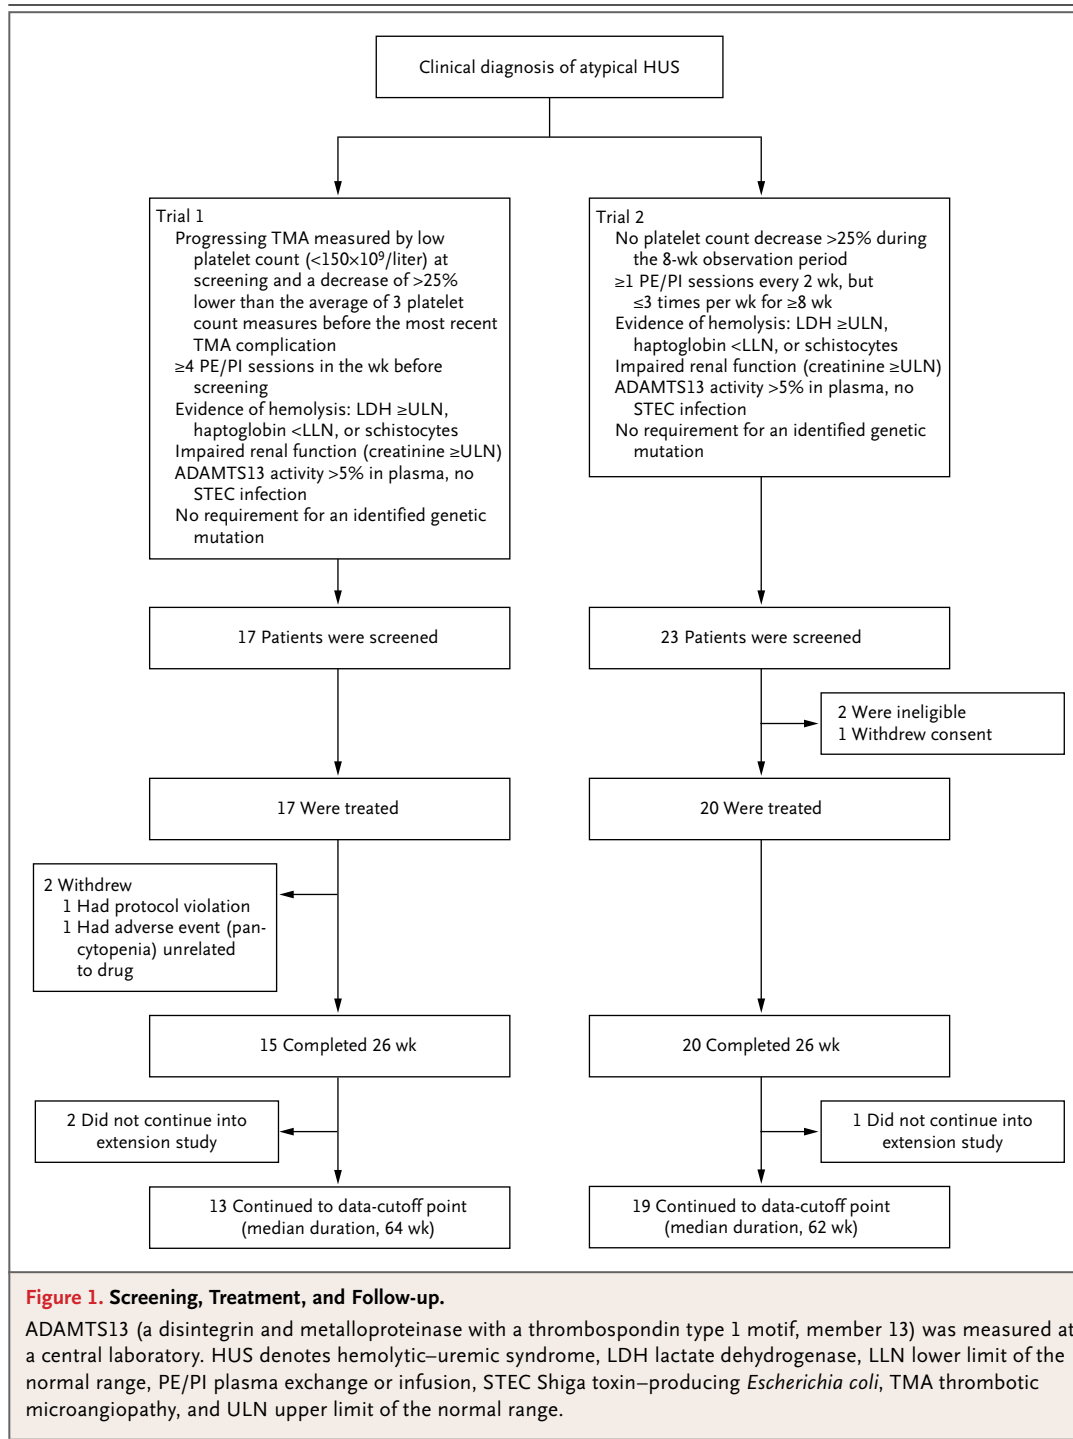 Clinical diagnosis of atypical HUS
Trial 1
Progressing TMA measured by low
platelet count (<150×10⁹/liter) at
screening and a decrease of >25%
lower than the average of 3 platelet
count measures before the most recent
TMA complication
≥4 PE/PI sessions in the wk before
screening
Evidence of hemolysis: LDH ≥ULN,
haptoglobin <LLN, or schistocytes
Impaired renal function (creatinine ≥ULN)
ADAMTS13 activity >5% in plasma, no
STEC infection
No requirement for an identified genetic
mutation
Trial 2
No platelet count decrease >25% during
the 8-wk observation period
≥1 PE/PI sessions every 2 wk, but
≤3 times per wk for ≥8 wk
Evidence of hemolysis: LDH ≥ULN,
haptoglobin <LLN, or schistocytes
Impaired renal function (creatinine ≥ULN)
ADAMTS13 activity >5% in plasma, no
STEC infection
No requirement for an identified genetic
mutation
17 Patients were screened
23 Patients were screened
2 Were ineligible
1 Withdrew consent
17 Were treated
20 Were treated
2 Withdrew
1 Had protocol violation
1 Had adverse event (pan-
cytopenia) unrelated
to drug
15 Completed 26 wk
20 Completed 26 wk
2 Did not continue into
extension study
1 Did not continue into
extension study
13 Continued to data-cutoff point
(median duration, 64 wk)
19 Continued to data-cutoff point
(median duration, 62 wk)
Figure 1. Screening, Treatment, and Follow-up.
ADAMTS13 (a disintegrin and metalloproteinase with a thrombospondin type 1 motif, member 13) was measured at
a central laboratory. HUS denotes hemolytic–uremic syndrome, LDH lactate dehydrogenase, LLN lower limit of the
normal range, PE/PI plasma exchange or infusion, STEC Shiga toxin–producing Escherichia coli, TMA thrombotic
microangiopathy, and ULN upper limit of the normal range.